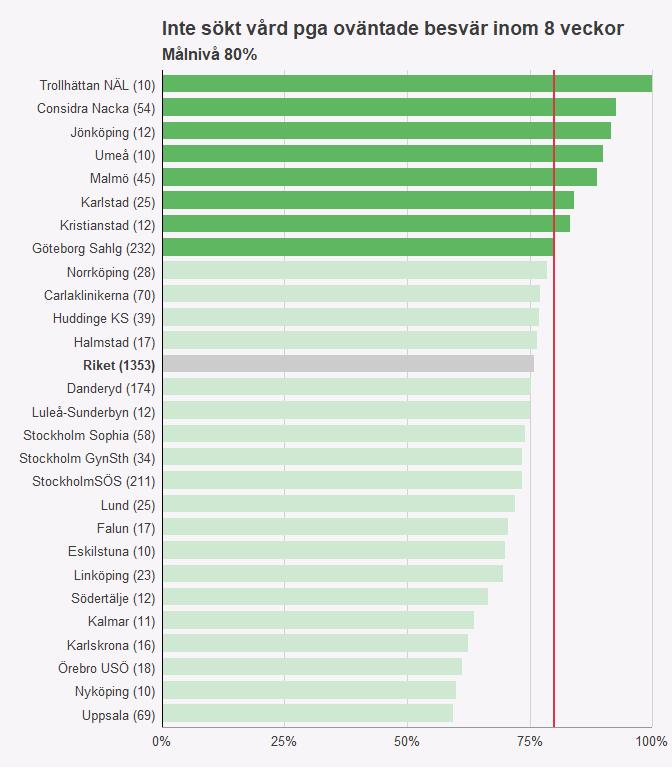 Inte sökt vård pga oväntade besvär inom 8 veckor
Målnivå 80%
Trollhättan NÄL (10)
Considra Nacka (54)
Jönköping (12)
Umeå (10)
Malmö (45)
Karlstad (25)
Kristianstad (12)
Göteborg Sahlg (232)
Norrköping (28)
Carlaklinikerna (70)
Huddinge KS (39)
Halmstad (17)
Riket (1353)
Danderyd (174)
Luleå-Sunderbyn (12)
Stockholm Sophia (58)
Stockholm GynSth (34)
StockholmSÖS (211)
Lund (25)
Falun (17)
Eskilstuna (10)
Linköping (23)
Södertälje (12)
Kalmar (11)
Karlskrona (16)
Örebro USÖ (18)
Nyköping (10)
Uppsala (69)
0% 25% 50% 75% 100%